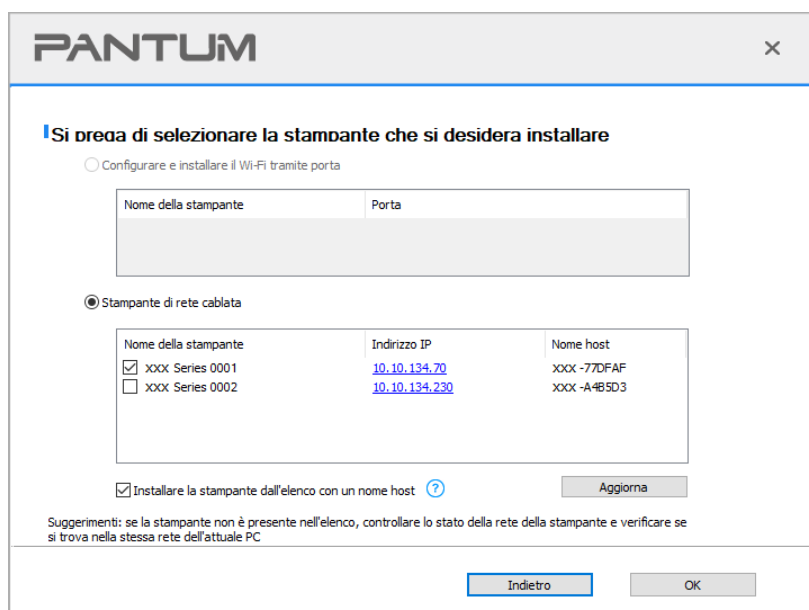 PANTUM
Si prega di selezionare la stampante che si desidera installare
Configurare e installare il Wi-Fi tramite porta
Nome della stampante Porta
Stampante di rete cablata
Nome della stampante Indirizzo IP Nome host
XXX Series 0001 10.10.134.70 XXX -77DFAF
XXX Series 0002 10.10.134.230 XXX -A4B5D3
Installare la stampante dall'elenco con un nome host ? Aggiorna
Suggerimenti: se la stampante non è presente nell'elenco, controllare lo stato della rete della stampante e verificare se
si trova nella stessa rete dell'attuale PC
Indietro OK